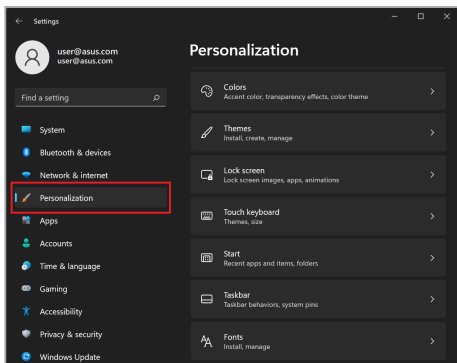 Settings
user@asus.com
user@asus.com
Find a setting
System
Bluetooth & devices
Network & internet
Personalization
Apps
Accounts
Time & language
Gaming
Accessibility
Privacy & security
Windows Update
Personalization
Colors
Accent color, transparency effects, color theme
Themes
Install, create, manage
Lock screen
Lock screen images, apps, animations
Touch keyboard
Themes, size
Start
Recent apps and items, folders
Taskbar
Taskbar behaviors, system pins
Fonts
Install, manage